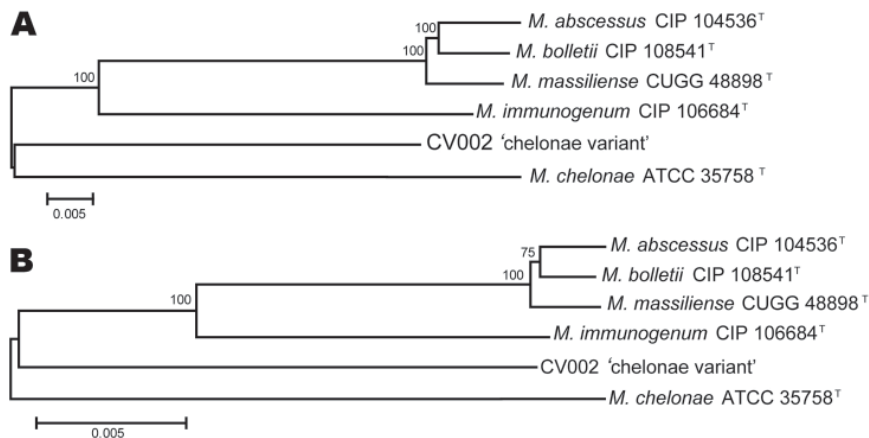 A
100
M. abscessus CIP 104536ᵀ
100
M. bolletii CIP 108541ᵀ
100
M. massiliense CUGG 48898ᵀ
M. immunogenum CIP 106684ᵀ
CV002 ‘chelonae variant’
M. chelonae ATCC 35758ᵀ
0.005
B
75
M. abscessus CIP 104536ᵀ
100
M. bolletii CIP 108541ᵀ
100
M. massiliense CUGG 48898ᵀ
M. immunogenum CIP 106684ᵀ
CV002 ‘chelonae variant’
M. chelonae ATCC 35758ᵀ
0.005